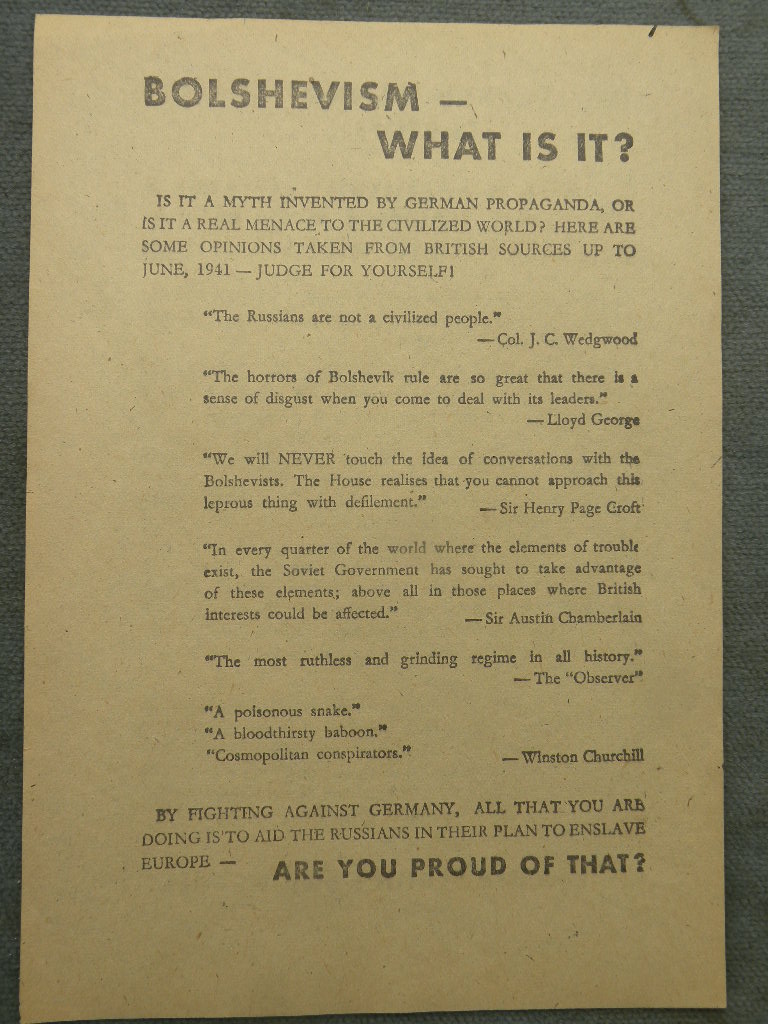 BOLSHEVISM —
WHAT IS IT?
IS IT A MYTH INVENTED BY GERMAN PROPAGANDA, OR
IS IT A REAL MENACE TO THE CIVILIZED WORLD? HERE ARE
SOME OPINIONS TAKEN FROM BRITISH SOURCES UP TO
JUNE, 1941 — JUDGE FOR YOURSELF!
"The Russians are not a civilized people."
— Col. J. C. Wedgwood
"The horrors of Bolshevik rule are so great that there is a
sense of disgust when you come to deal with its leaders."
— Lloyd George
"We will NEVER touch the idea of conversations with the
Bolshevists. The House realises that you cannot approach this
leprous thing with defilement."
— Sir Henry Page Croft
"In every quarter of the world where the elements of trouble
exist, the Soviet Government has sought to take advantage
of these elements; above all in those places where British
interests could be affected."
— Sir Austin Chamberlain
"The most ruthless and grinding regime in all history."
— The "Observer"
"A poisonous snake."
"A bloodthirsty baboon."
"Cosmopolitan conspirators."
— Winston Churchill
BY FIGHTING AGAINST GERMANY, ALL THAT YOU ARE
DOING IS TO AID THE RUSSIANS IN THEIR PLAN TO ENSLAVE
EUROPE — ARE YOU PROUD OF THAT?